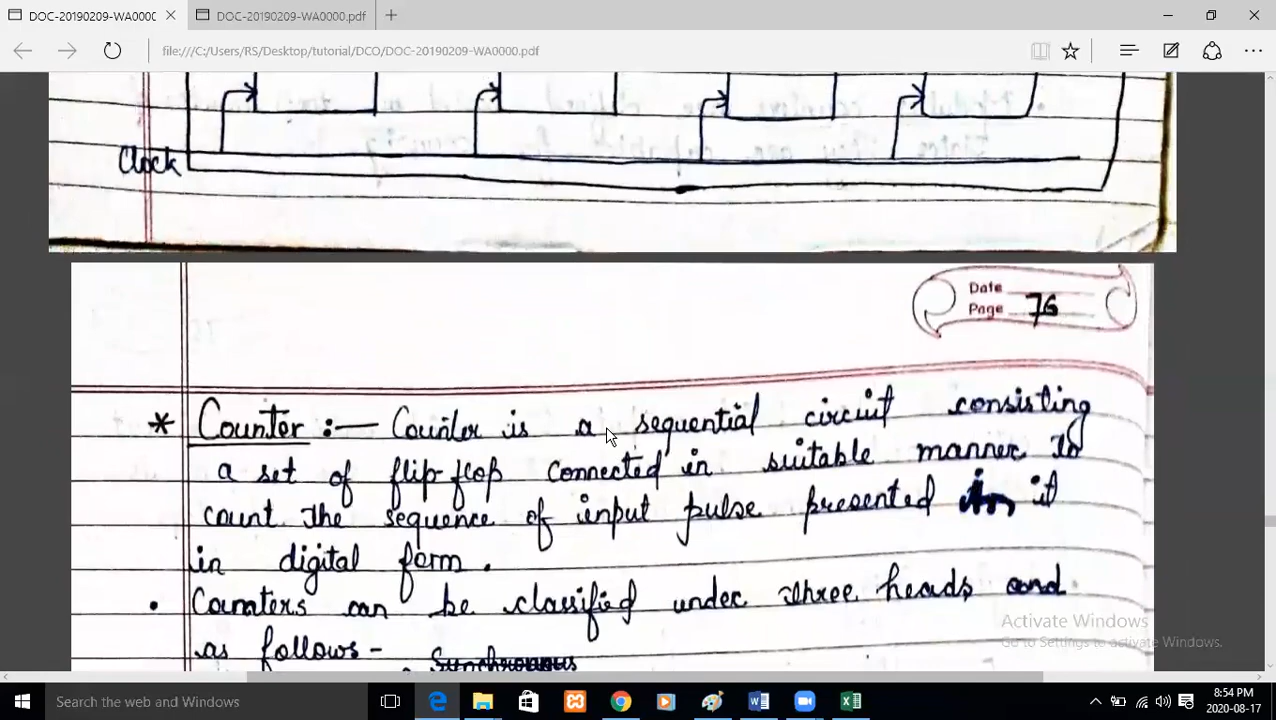 DOC-20190209-WA0000
DOC-20190209-WA0000.pdf
file:///C:/Users/RS/Desktop/tutorial/DCO/DOC-20190209-WA0000.pdf
Clock
Date
Page 76
* Counter :— Counter is a sequential circuit consisting
a set of flip-flop connected in suitable manner to
count the sequence of input pulse presented it
in digital form.
• Counters can be classified under three heads and
as follows-
Synchronous
Activate Windows
Go to Settings to activate Windows.
Search the web and Windows
8:54 PM
2020-08-17